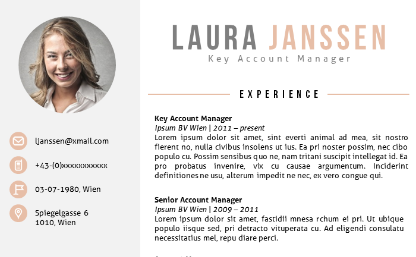 LAURA JANSSEN
Key Account Manager
ljanssen@xmail.com
+43-(0)xxxxxxxxxxx
03-07-1980, Wien
Spiegelgasse 6
1010, Wien
EXPERIENCE
Key Account Manager
Ipsum BV Wien | 2011 – present
Lorem ipsum dolor sit amet, sint everti animal ad mea, sit nostro
fierent no, nulla civibus insolens ut ius. Ea pri noster possim, nec cibo
populo cu. Possim sensibus quo ne, nam tritani suscipit intellegat id. Ea
pro probatus invenire, vix cu causae argumentum. Inciderint
definitiones ne usu, alterum impedit ne nec, ex vero congue qui.
Senior Account Manager
Ipsum BV Wien | 2009 – 2011
Lorem ipsum dolor sit amet, fastidii mnesa rchum ei pri. Ut ubique
populo iisque sed, pri detracto vituperata cu. Ad eligendi consulatu
necessitatibus mel, repu diare perci.